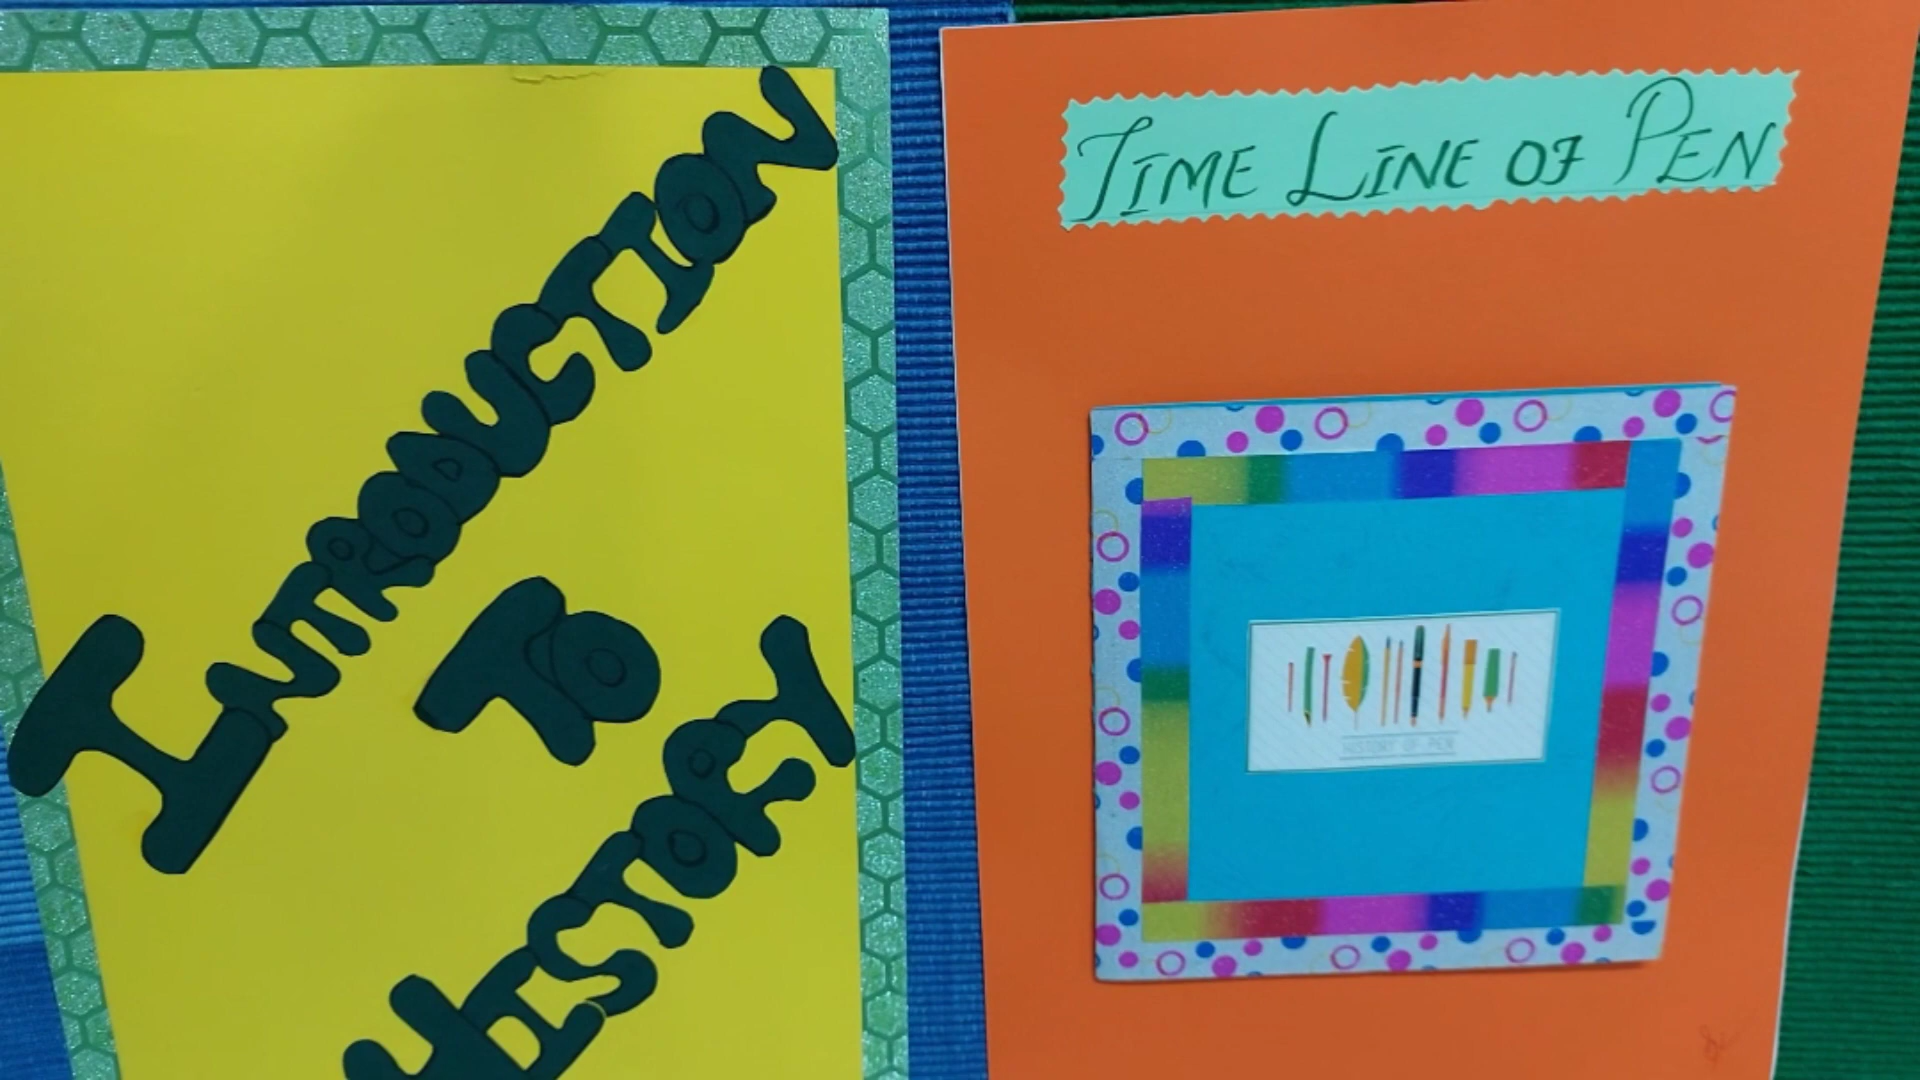 INTRODUCTION
TO
HISTORY
TIME LINE OF PEN
HISTORY OF PEN